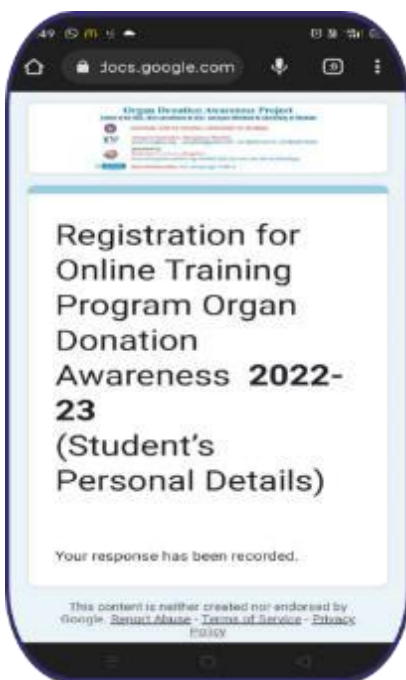 docs.google.com
Organ Donation Awareness Project
Registration for
Online Training
Program Organ
Donation
Awareness 2022-
23
(Student's
Personal Details)
Your response has been recorded.
This content is neither created nor endorsed by
Google. Report Abuse - Terms of Service - Privacy
Policy